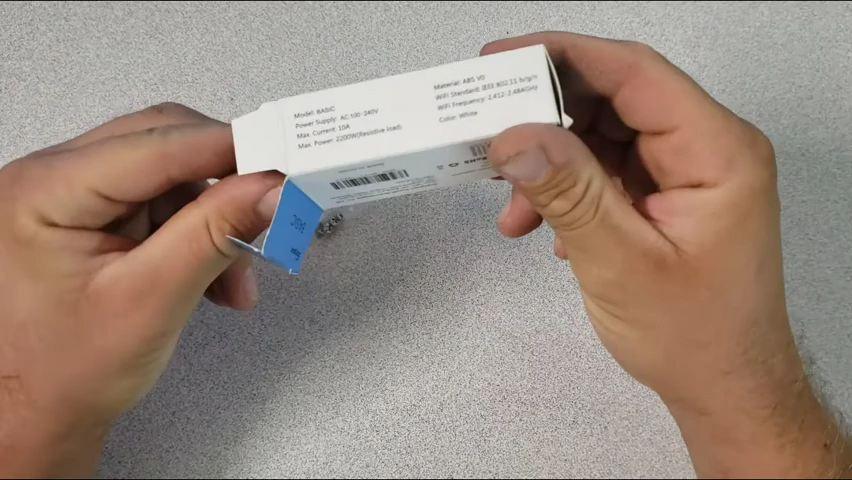 Model: BASIC
Power Supply: AC 100-240V
Max. Current: 10A
Max. Power: 2200W(Resistive load)
Material: ABS V0
WiFi Standard: IEEE 802.11 b/g/n
WiFi Frequency: 2.412-2.484GHz
Color: White
RoHS